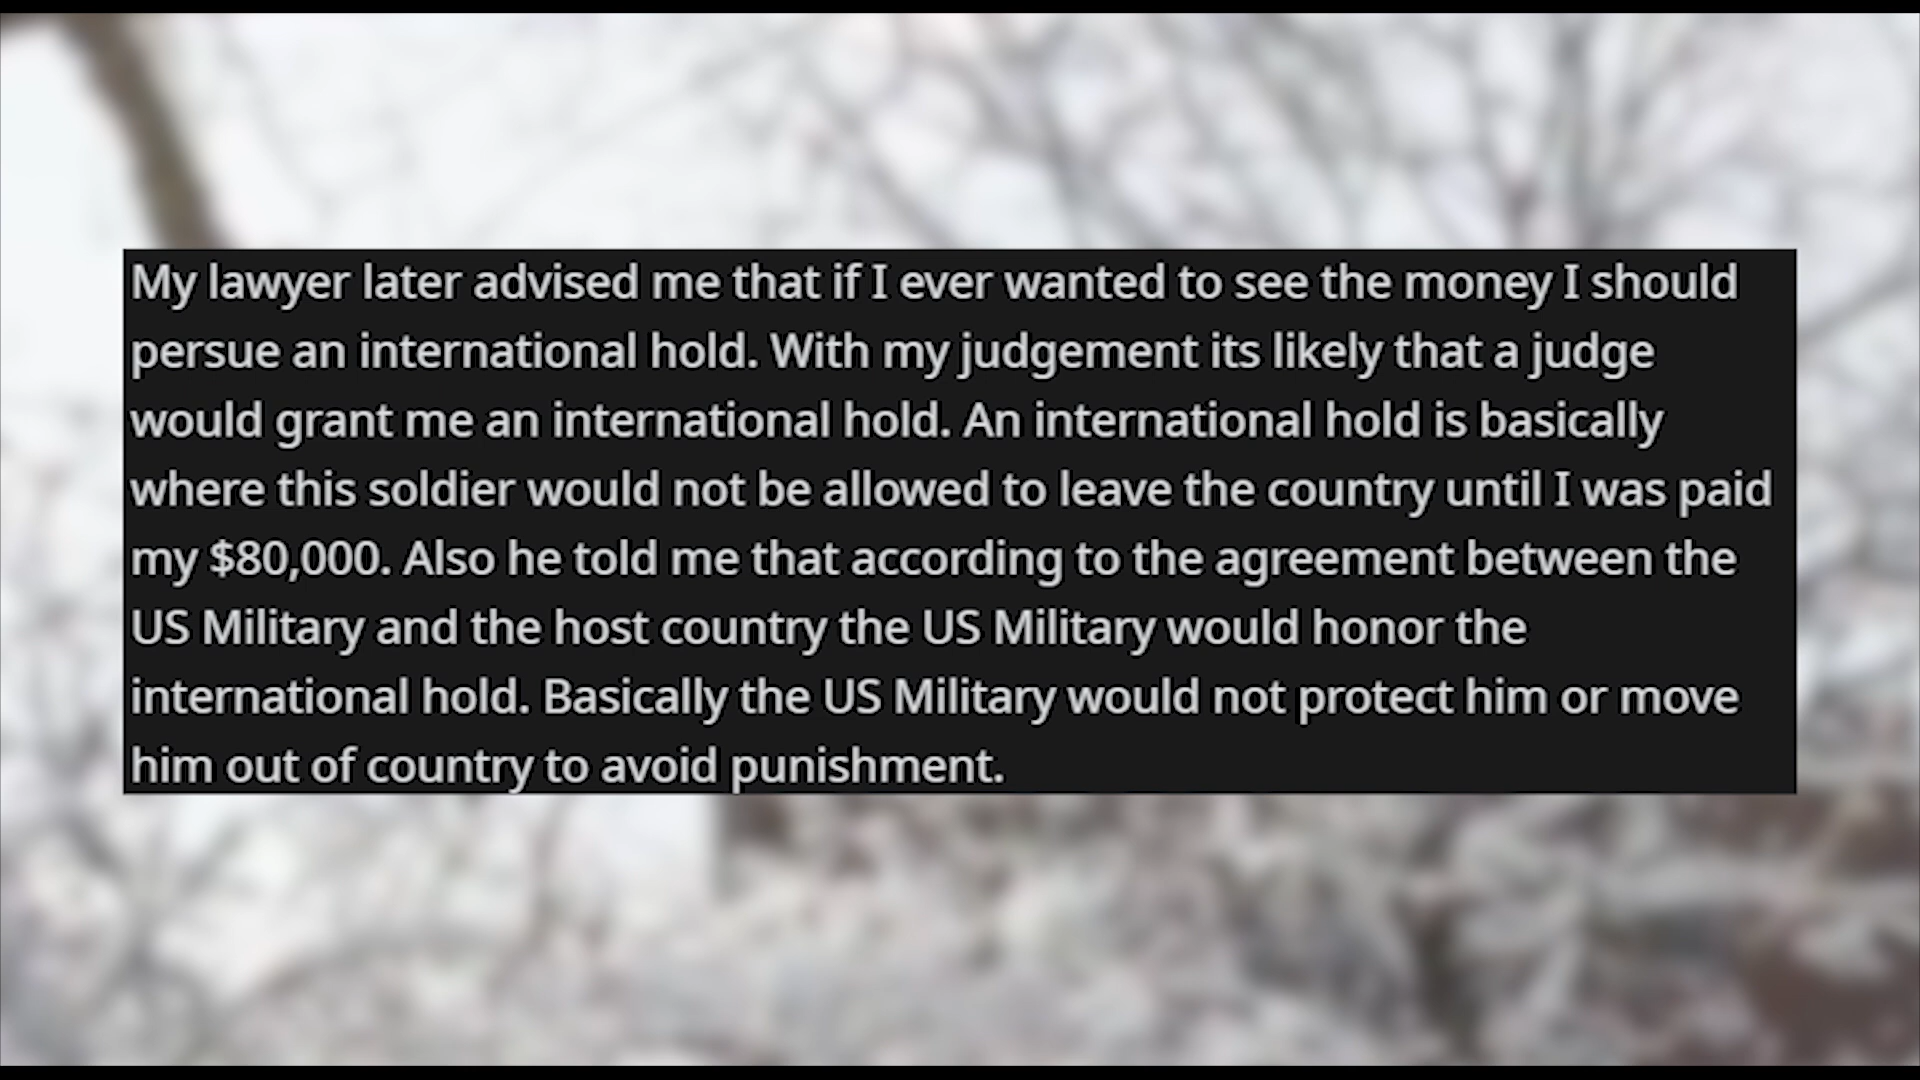 My lawyer later advised me that if I ever wanted to see the money I should
persue an international hold. With my judgement its likely that a judge
would grant me an international hold. An international hold is basically
where this soldier would not be allowed to leave the country until I was paid
my $80,000. Also he told me that according to the agreement between the
US Military and the host country the US Military would honor the
international hold. Basically the US Military would not protect him or move
him out of country to avoid punishment.